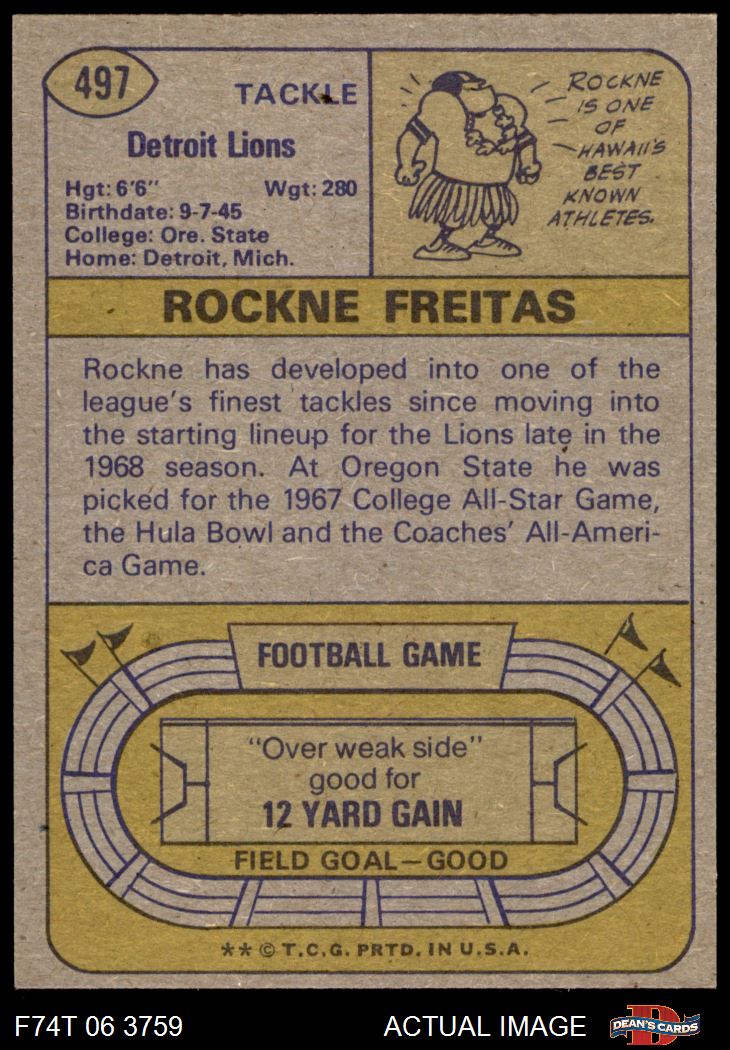 497
TACKLE
Detroit Lions
Hgt: 6'6" Wgt: 280
Birthdate: 9-7-45
College: Ore. State
Home: Detroit, Mich.
ROCKNE
IS ONE
OF
HAWAII'S
BEST
KNOWN
ATHLETES.
ROCKNE FREITAS
Rockne has developed into one of the
league's finest tackles since moving into
the starting lineup for the Lions late in the
1968 season. At Oregon State he was
picked for the 1967 College All-Star Game,
the Hula Bowl and the Coaches' All-Ameri-
ca Game.
FOOTBALL GAME
"Over weak side"
good for
12 YARD GAIN
FIELD GOAL—GOOD
** © T.C.G. PRTD. IN U.S.A.
F74T 06 3759 ACTUAL IMAGE
D
DEAN'S CARDS